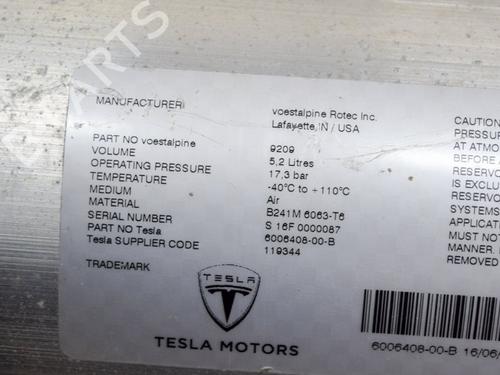 MANUFACTURERI voestalpine Rotec Inc.
Lafayette, IN / USA
PART NO voestalpine 9209
VOLUME 5,2 Litres
OPERATING PRESSURE 17,3 bar
TEMPERATURE -40°C to +110°C
MEDIUM Air
MATERIAL B241M 6063-T6
SERIAL NUMBER S 16F 0000087
PART NO Tesla 6006408-00-B
Tesla SUPPLIER CODE 119344
TRADEMARK
TESLA
TESLA MOTORS
CAUTION
PRESSUR
AT ATMO
BEFORE
RESERVO
IS EXCLU
RESERVO
SYSTEMS
MUST NOT
MANNER.
REMOVED
6006408-00-B 16/06/